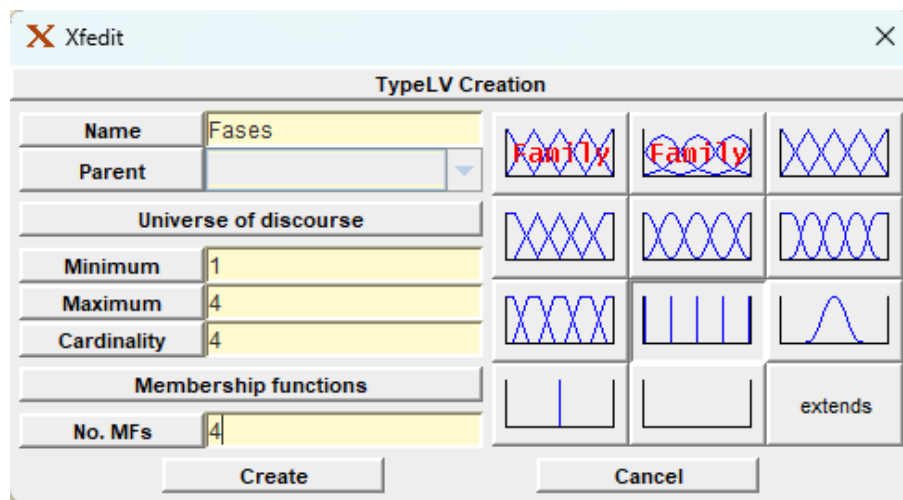 Xfedit
TypeLV Creation
Name Fases
Parent
Universe of discourse
Minimum 1
Maximum 4
Cardinality 4
Membership functions
No. MFs 4
Family Family
extends
Create Cancel